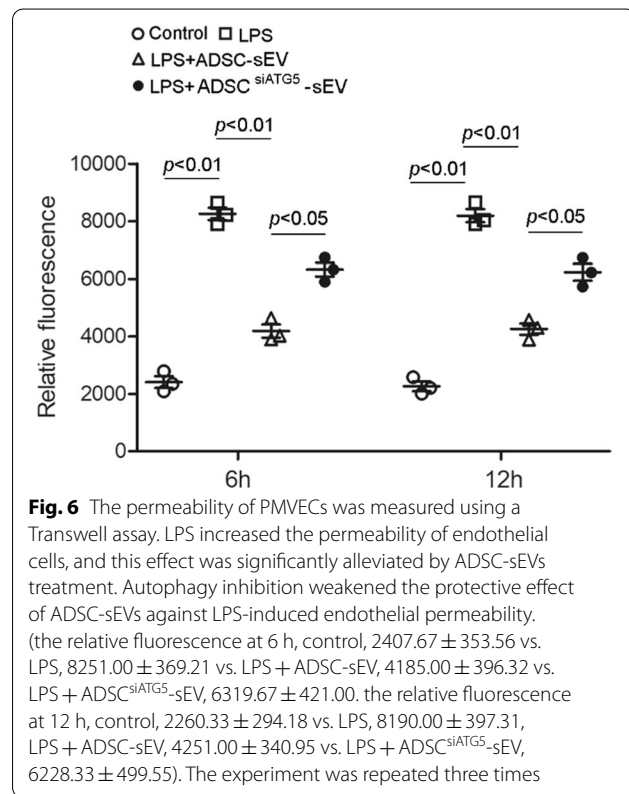 Control LPS
LPS+ADSC-sEV
LPS+ADSC siATG5 -sEV
p<0.01 p<0.01
p<0.01 p<0.01
p<0.05 p<0.05
10000
8000
6000
4000
2000
0
Relative fluorescence
6h 12h
Fig. 6 The permeability of PMVECs was measured using a
Transwell assay. LPS increased the permeability of endothelial
cells, and this effect was significantly alleviated by ADSC-sEVs
treatment. Autophagy inhibition weakened the protective effect
of ADSC-sEVs against LPS-induced endothelial permeability.
(the relative fluorescence at 6 h, control, 2407.67 ± 353.56 vs.
LPS, 8251.00 ± 369.21 vs. LPS + ADSC-sEV, 4185.00 ± 396.32 vs.
LPS + ADSCsiATG5-sEV, 6319.67 ± 421.00. the relative fluorescence
at 12 h, control, 2260.33 ± 294.18 vs. LPS, 8190.00 ± 397.31,
LPS + ADSC-sEV, 4251.00 ± 340.95 vs. LPS + ADSCsiATG5-sEV,
6228.33 ± 499.55). The experiment was repeated three times